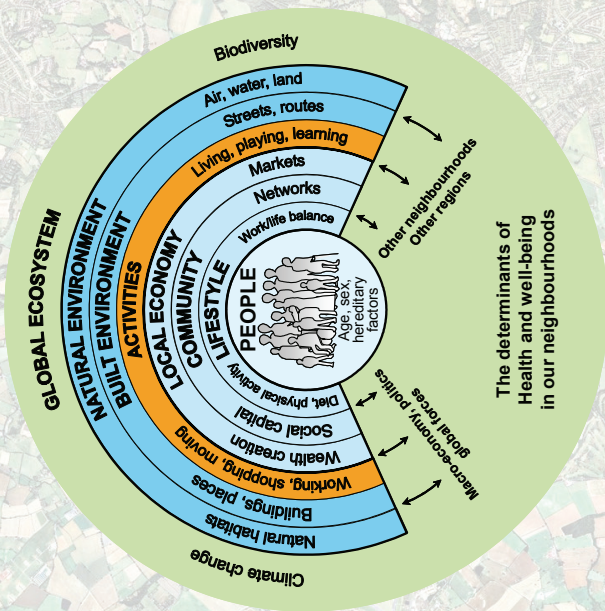 Biodiversity
Air, water, land
Streets, routes
Living, playing, learning
Markets
Networks
Work/life balance
GLOBAL ECOSYSTEM
NATURAL ENVIRONMENT
BUILT ENVIRONMENT
ACTIVITIES
LOCAL ECONOMY
COMMUNITY
LIFESTYLE
PEOPLE
Age, sex,
hereditary
factors
Diet, physical activity
Social capital
Wealth creation
Working, shopping, moving
Buildings, places
Natural habitats
Climate change
Other neighbourhoods
Other regions
Macro-economy, politics
global forces
The determinants of
Health and well-being
in our neighbourhoods